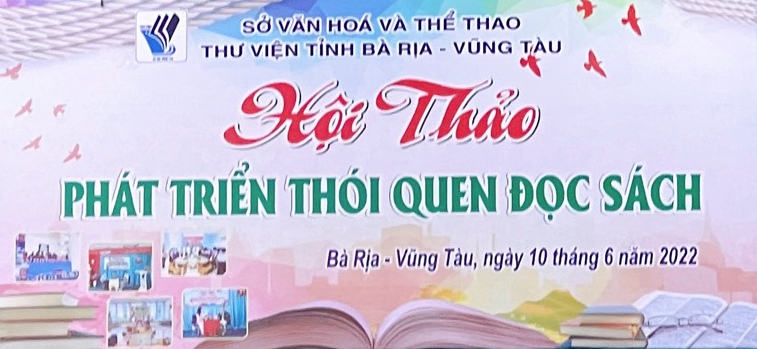 SỞ VĂN HOÁ VÀ THỂ THAO
THƯ VIỆN TỈNH BÀ RỊA - VŨNG TÀU
Hội Thảo
PHÁT TRIỂN THÓI QUEN ĐỌC SÁCH
Bà Rịa - Vũng Tàu, ngày 10 tháng 6 năm 2022